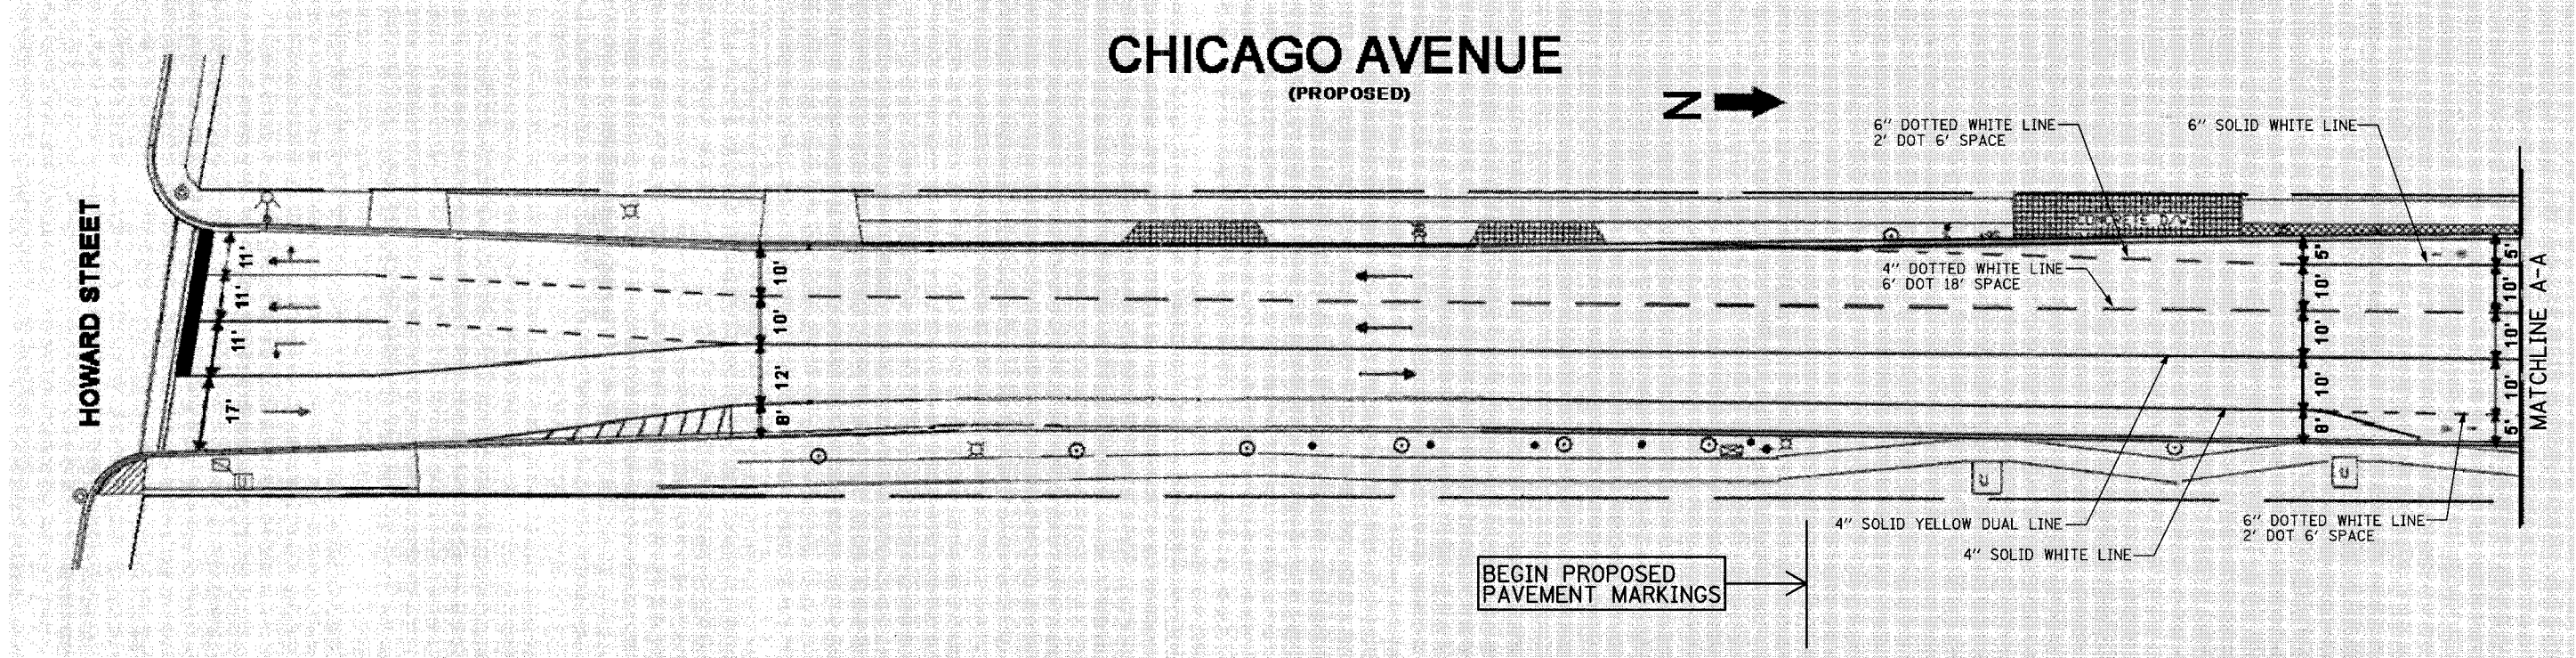 CHICAGO AVENUE
(PROPOSED)
N
6" DOTTED WHITE LINE
2' DOT 6' SPACE
6" SOLID WHITE LINE
HOWARD STREET
CONCRETE D/W
4" DOTTED WHITE LINE
6' DOT 18' SPACE
11'
11'
11'
17'
10'
10'
12'
8'
5'
10'
10'
10'
8'
5'
10'
10'
10'
5'
MATCHLINE A-A
U
U
4" SOLID YELLOW DUAL LINE
4" SOLID WHITE LINE
6" DOTTED WHITE LINE
2' DOT 6' SPACE
BEGIN PROPOSED
PAVEMENT MARKINGS